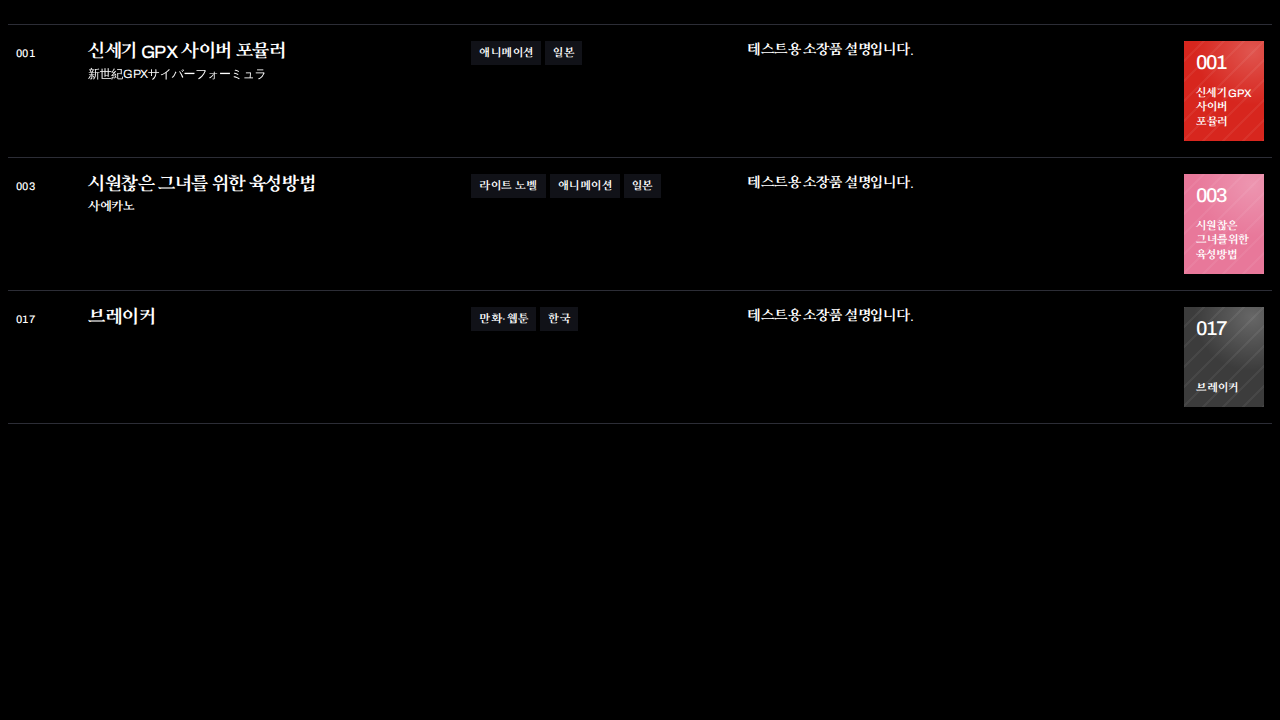 001
신세기 GPX 사이버 포뮬러
新世紀GPXサイバーフォーミュラ
애니메이션 일본
테스트용 소장품 설명입니다.
001
신세기 GPX
사이버
포뮬러
003
시원찮은 그녀를 위한 육성방법
사에카노
라이트 노벨 애니메이션 일본
테스트용 소장품 설명입니다.
003
시원찮은
그녀를 위한
육성방법
017
브레이커
만화·웹툰 한국
테스트용 소장품 설명입니다.
017
브레이커